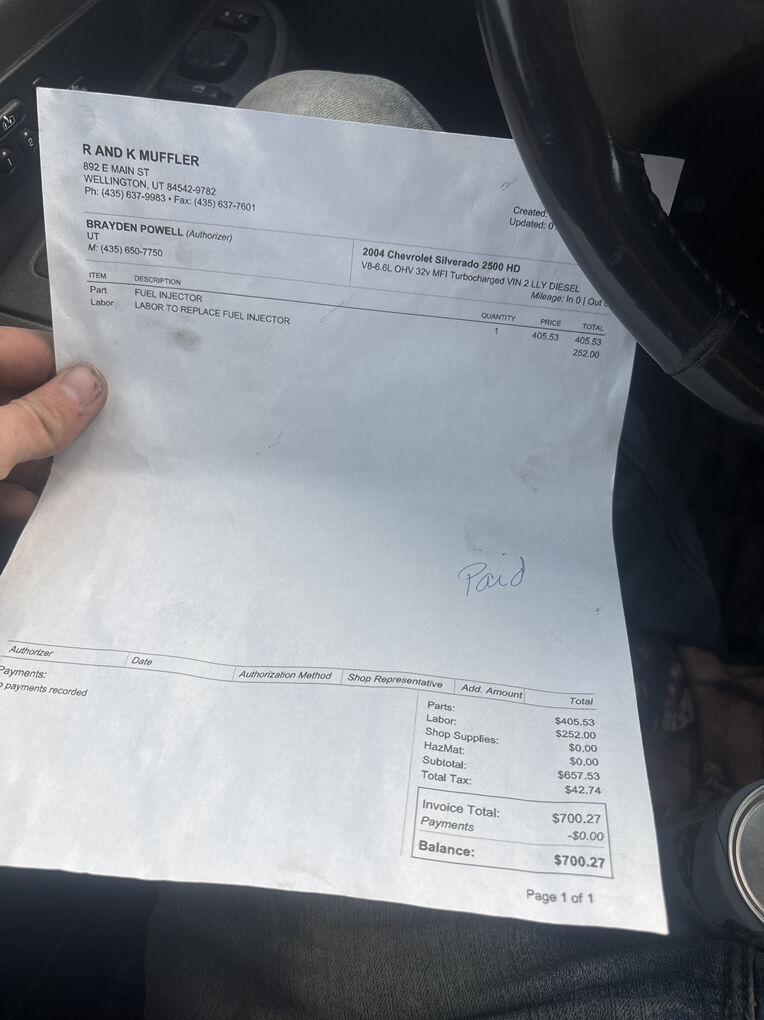 R AND K MUFFLER
892 E MAIN ST
WELLINGTON, UT 84542-9782
Ph: (435) 637-9983 • Fax: (435) 637-7601
Created:
Updated:
BRAYDEN POWELL (Authorizer)
UT
M: (435) 650-7750
2004 Chevrolet Silverado 2500 HD
V8-6.6L OHV 32v MFI Turbocharged VIN 2 LLY DIESEL
Mileage: In 0 | Out
ITEM DESCRIPTION QUANTITY PRICE TOTAL
Part FUEL INJECTOR 1 405.53 405.53
Labor LABOR TO REPLACE FUEL INJECTOR 252.00
Paid
Authorizer Date Authorization Method Shop Representative Add. Amount Total
Payments:
payments recorded
Parts: $405.53
Labor: $252.00
Shop Supplies: $0.00
HazMat: $0.00
Subtotal: $657.53
Total Tax: $42.74
Invoice Total: $700.27
Payments -$0.00
Balance: $700.27
Page 1 of 1
1
2